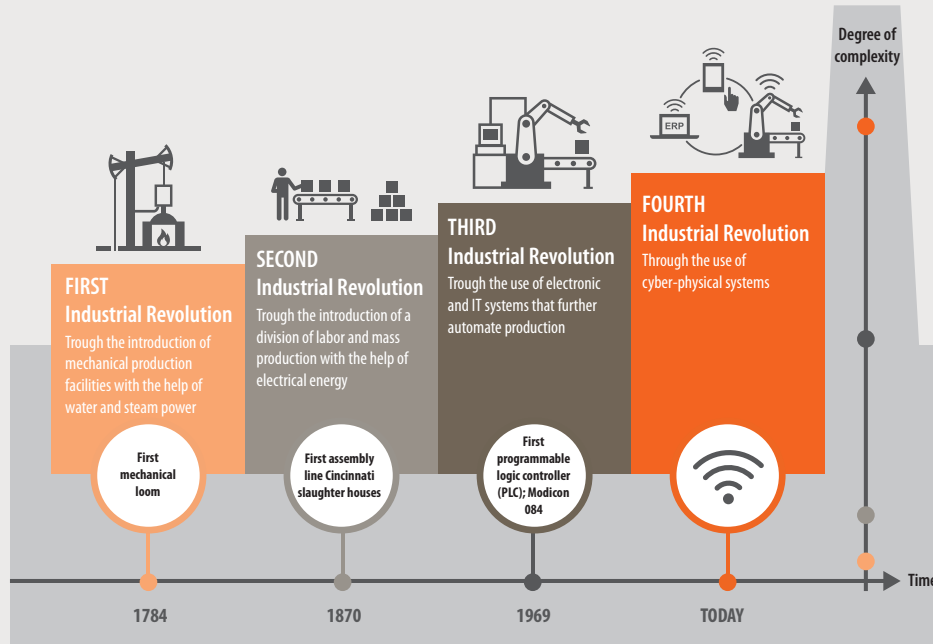 Degree of
complexity
ERP
FIRST
Industrial Revolution
Trough the introduction of
mechanical production
facilities with the help of
water and steam power
First
mechanical
loom
1784
SECOND
Industrial Revolution
Trough the introduction of a
division of labor and mass
production with the help of
electrical energy
First assembly
line Cincinnati
slaughter houses
1870
THIRD
Industrial Revolution
Trough the use of electronic
and IT systems that further
automate production
First
programmable
logic controller
(PLC); Modicon
084
1969
FOURTH
Industrial Revolution
Through the use of
cyber-physical systems
TODAY
Time